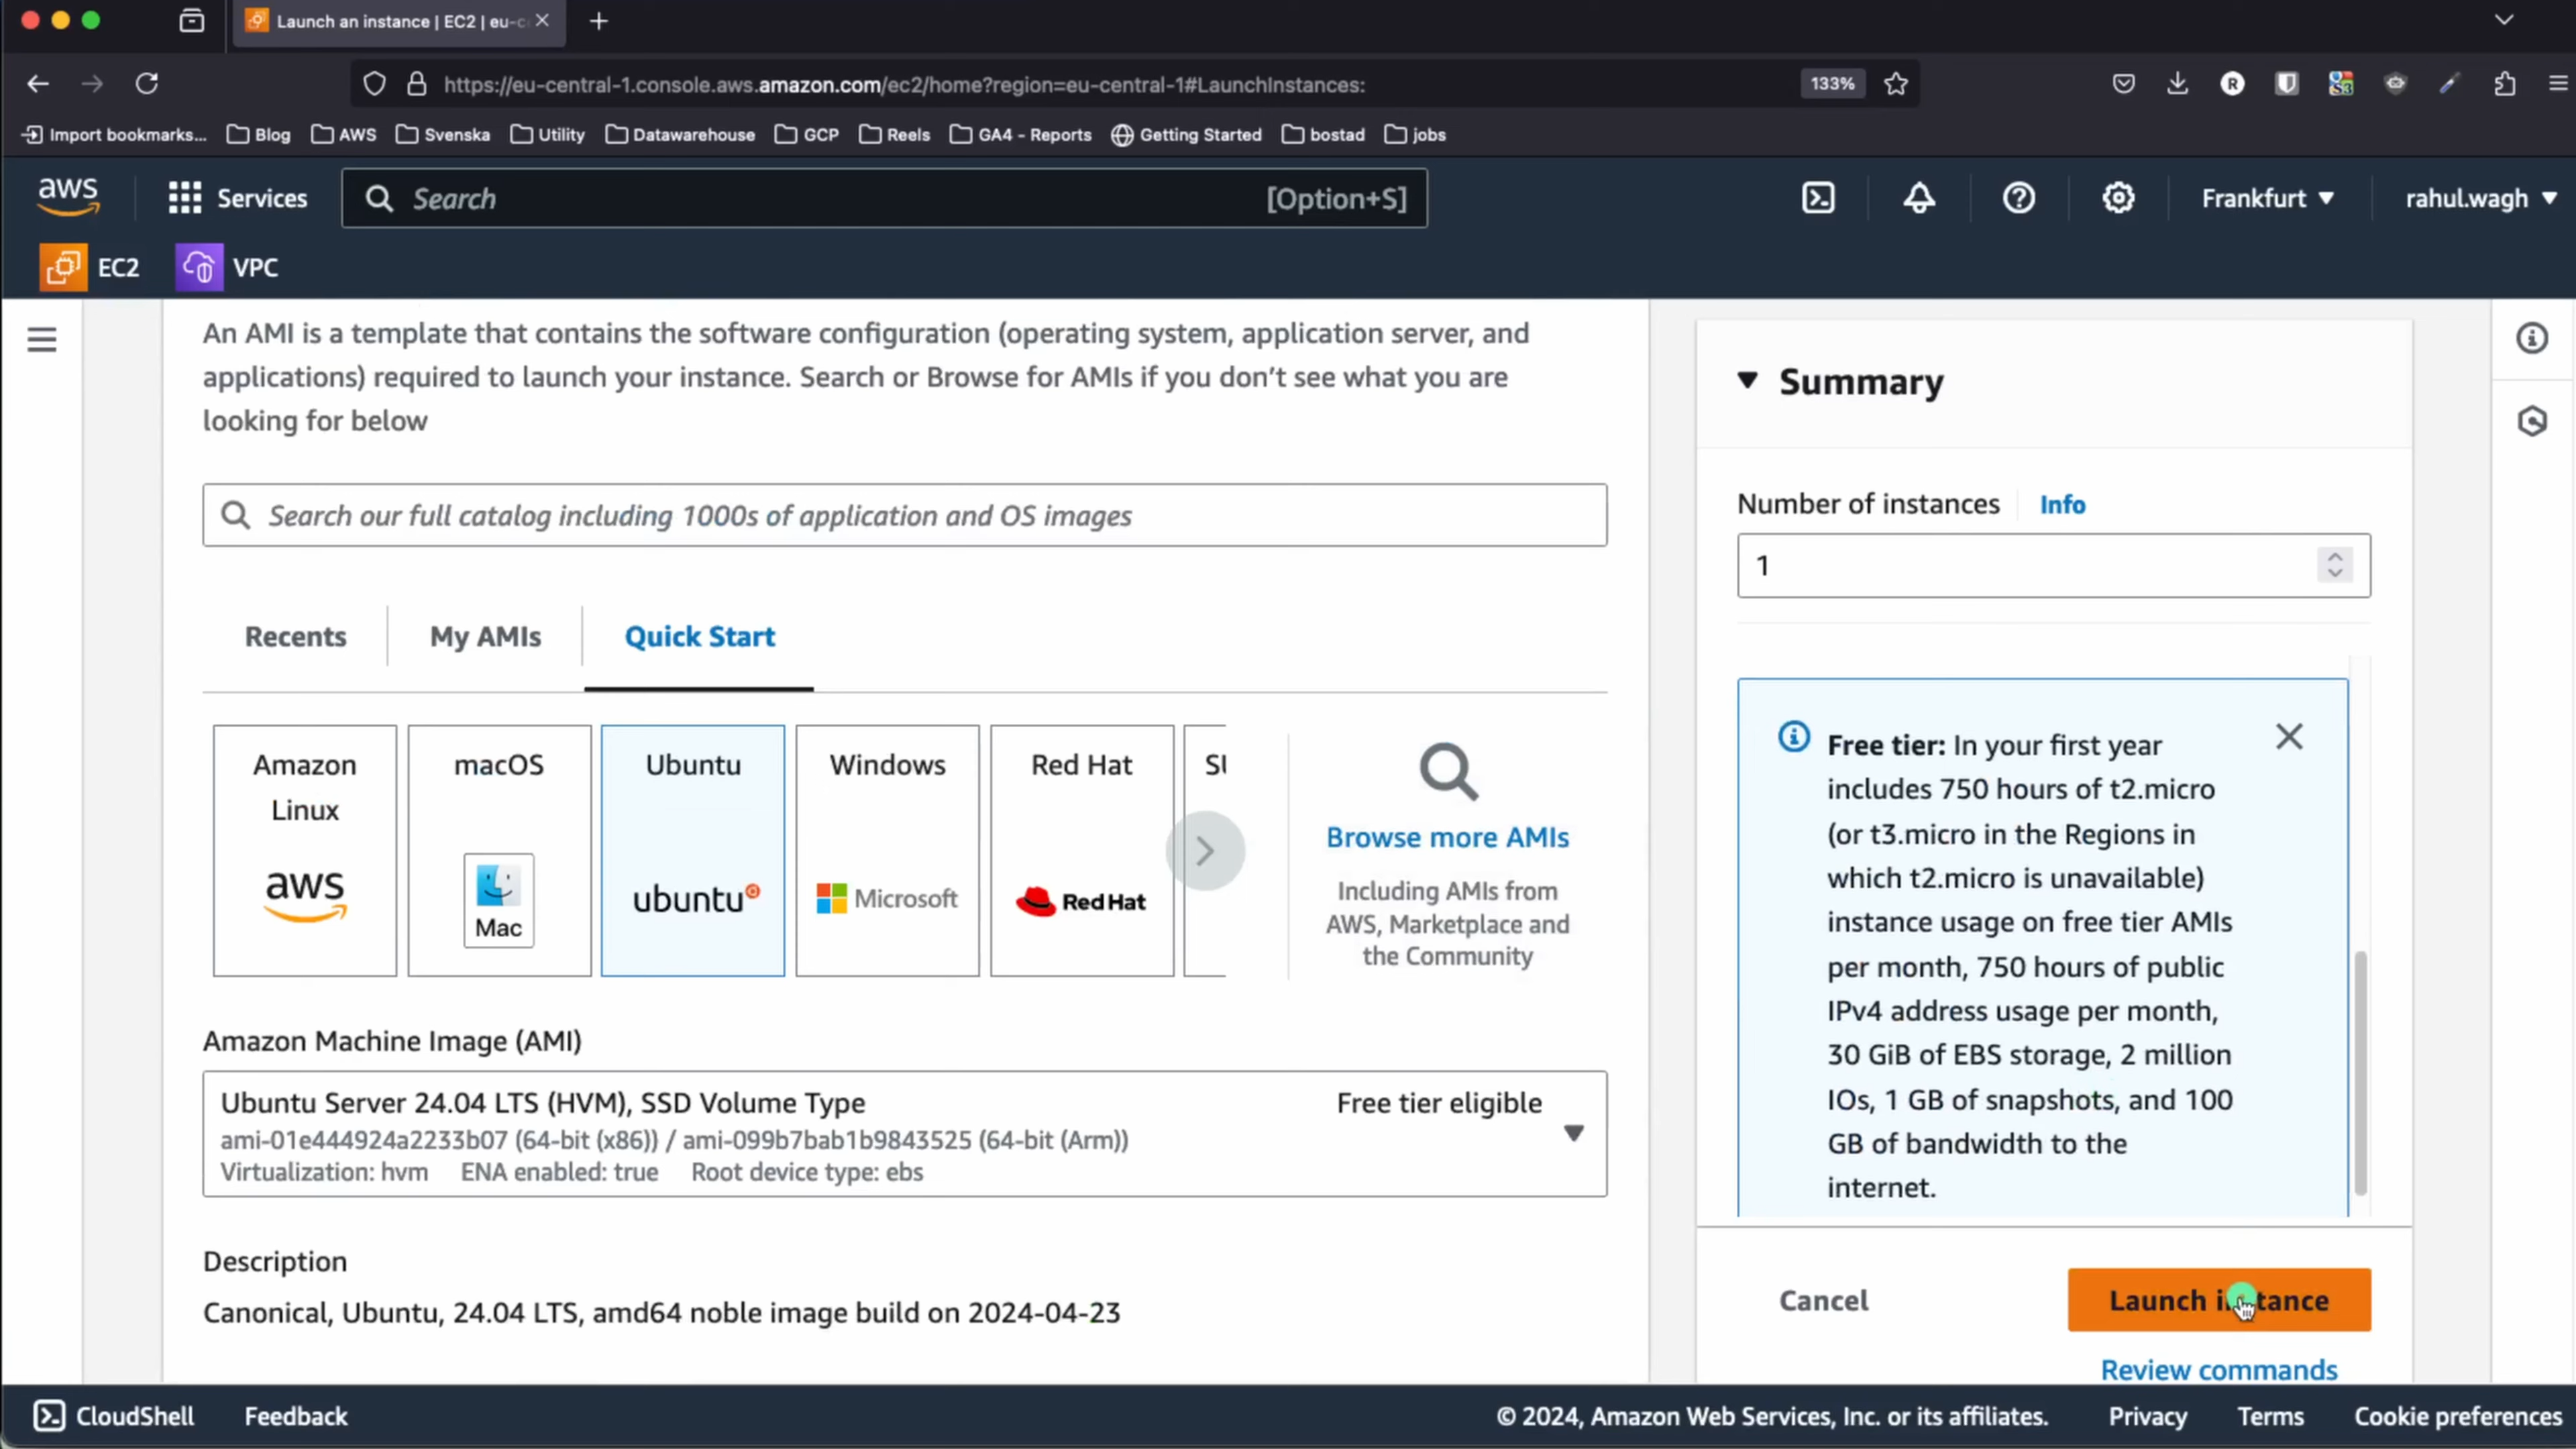 Launch an instance | EC2 | eu-c
https://eu-central-1.console.aws.amazon.com/ec2/home?region=eu-central-1#LaunchInstances:
133%
R
Import bookmarks...
Blog
AWS
Svenska
Utility
Datawarehouse
GCP
Reels
GA4 - Reports
Getting Started
bostad
jobs
aws
Services
Search
[Option+S]
Frankfurt
rahul.wagh
EC2
VPC
An AMI is a template that contains the software configuration (operating system, application server, and
applications) required to launch your instance. Search or Browse for AMIs if you don’t see what you are
looking for below
Search our full catalog including 1000s of application and OS images
Recents
My AMIs
Quick Start
Amazon
Linux
aws
macOS
Mac
Ubuntu
ubuntu
Windows
Microsoft
Red Hat
Red Hat
Browse more AMIs
Including AMIs from
AWS, Marketplace and
the Community
Amazon Machine Image (AMI)
Ubuntu Server 24.04 LTS (HVM), SSD Volume Type
Free tier eligible
ami-01e444924a2233b07 (64-bit (x86)) / ami-099b7bab1b9843525 (64-bit (Arm))
Virtualization: hvm ENA enabled: true Root device type: ebs
Description
Canonical, Ubuntu, 24.04 LTS, amd64 noble image build on 2024-04-23
Summary
Number of instances
Info
1
Free tier: In your first year
includes 750 hours of t2.micro
(or t3.micro in the Regions in
which t2.micro is unavailable)
instance usage on free tier AMIs
per month, 750 hours of public
IPv4 address usage per month,
30 GiB of EBS storage, 2 million
IOs, 1 GB of snapshots, and 100
GB of bandwidth to the
internet.
Cancel
Launch instance
Review commands
CloudShell
Feedback
© 2024, Amazon Web Services, Inc. or its affiliates.
Privacy
Terms
Cookie preferences